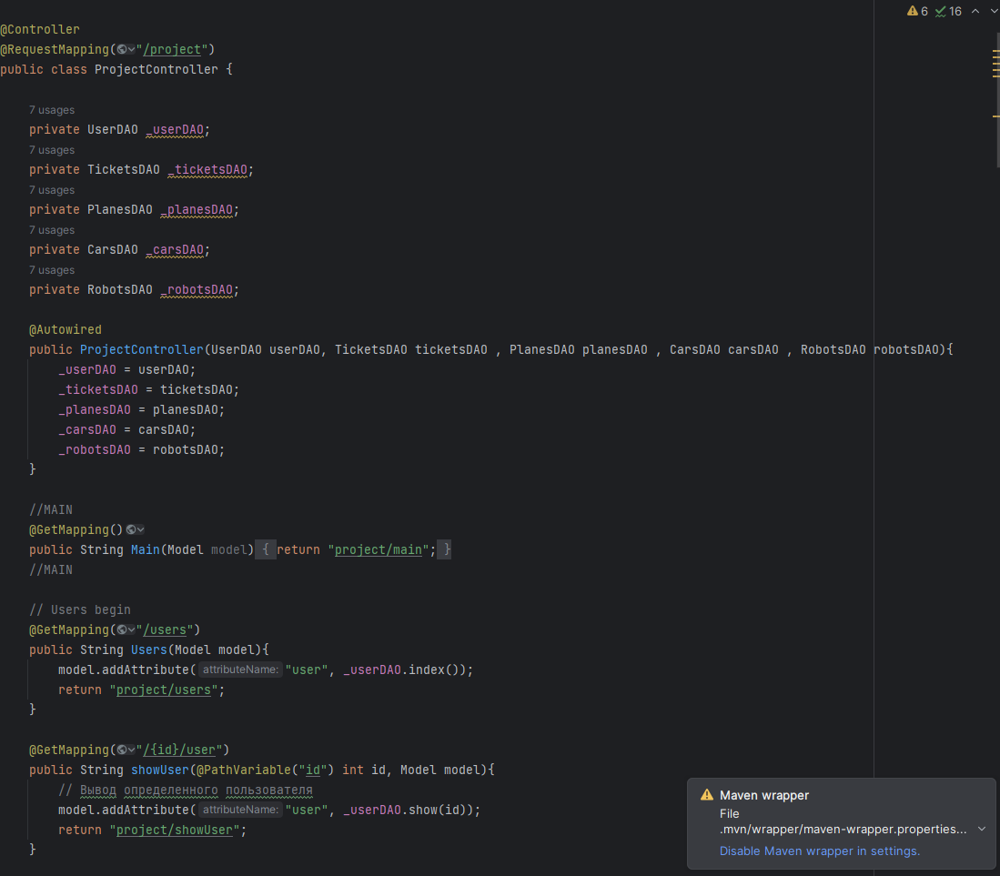 6 16
@Controller
@RequestMapping("/project")
public class ProjectController {
7 usages
private UserDAO _userDAO;
7 usages
private TicketsDAO _ticketsDAO;
7 usages
private PlanesDAO _planesDAO;
7 usages
private CarsDAO _carsDAO;
7 usages
private RobotsDAO _robotsDAO;
@Autowired
public ProjectController(UserDAO userDAO, TicketsDAO ticketsDAO , PlanesDAO planesDAO , CarsDAO carsDAO , RobotsDAO robotsDAO){
_userDAO = userDAO;
_ticketsDAO = ticketsDAO;
_planesDAO = planesDAO;
_carsDAO = carsDAO;
_robotsDAO = robotsDAO;
}
//MAIN
@GetMapping()
public String Main(Model model) { return "project/main"; }
//MAIN
// Users begin
@GetMapping("/users")
public String Users(Model model){
model.addAttribute( attributeName: "user", _userDAO.index());
return "project/users";
}
@GetMapping("/{id}/user")
public String showUser(@PathVariable("id") int id, Model model){
// Вывод определенного пользователя
model.addAttribute( attributeName: "user", _userDAO.show(id));
return "project/showUser";
}
Maven wrapper
File
.mvn/wrapper/maven-wrapper.properties...
Disable Maven wrapper in settings.